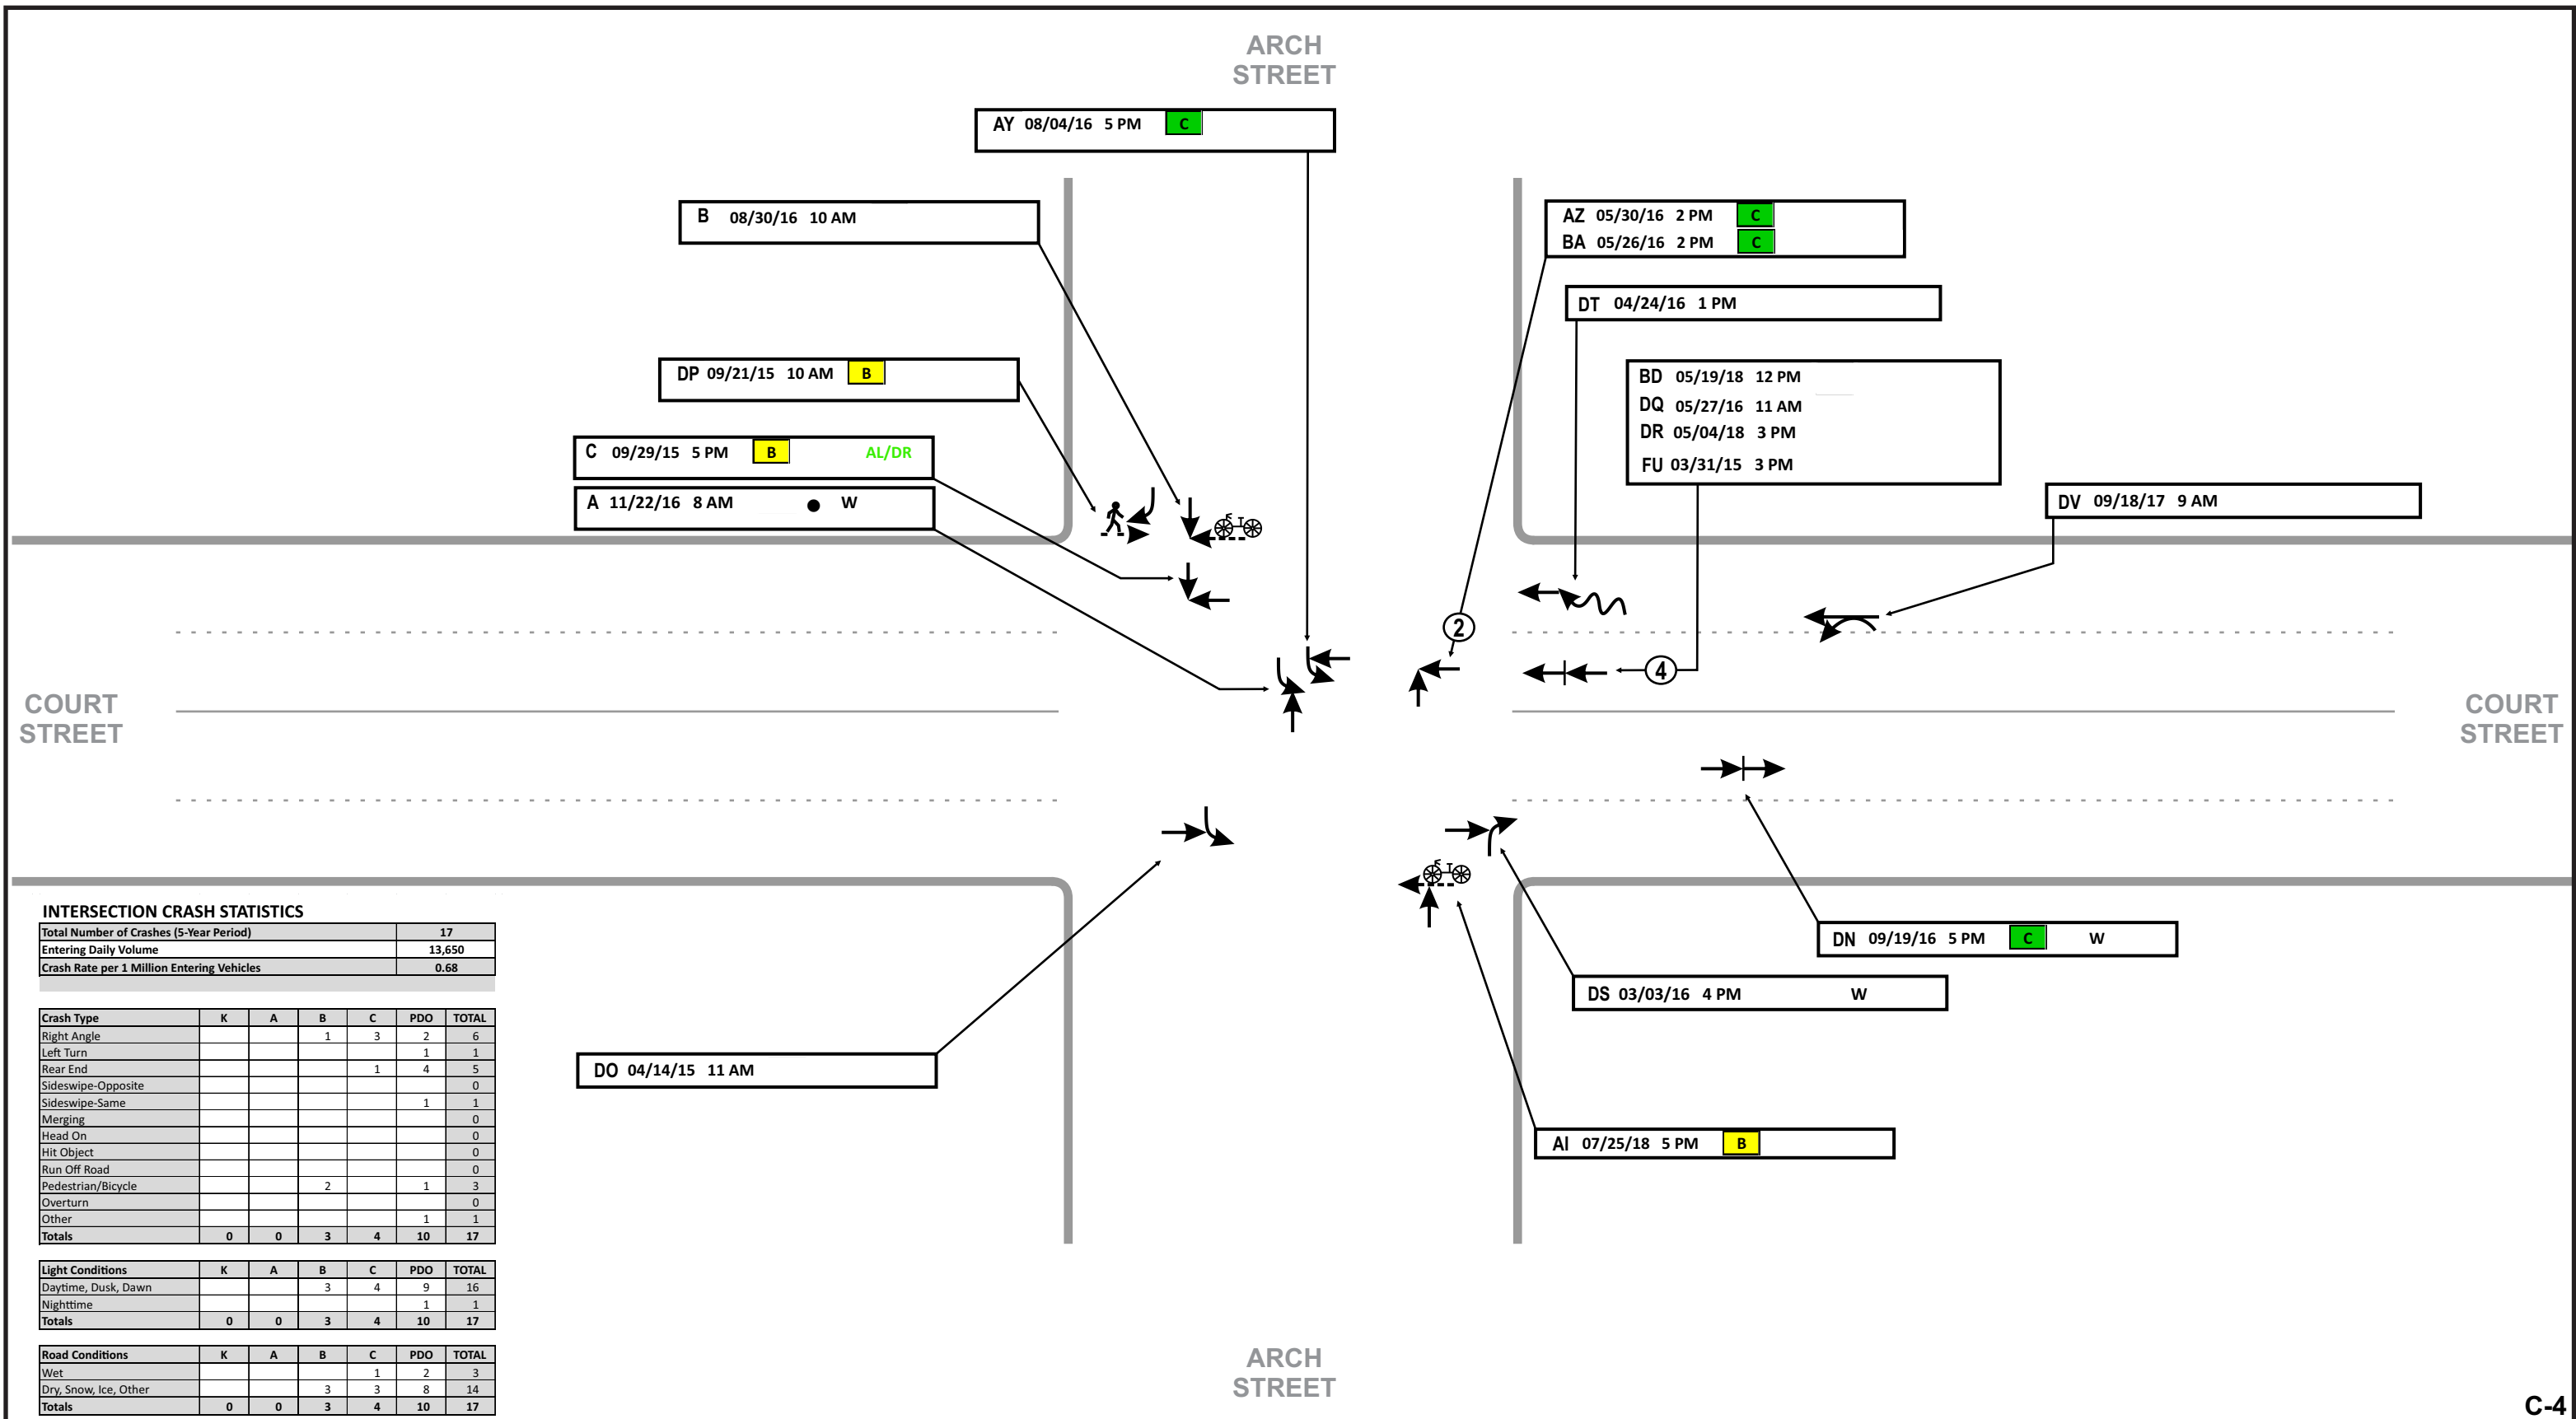 ARCH
STREET
AY 08/04/16 5 PM C
B 08/30/16 10 AM
AZ 05/30/16 2 PM C
BA 05/26/16 2 PM C
DT 04/24/16 1 PM
DP 09/21/15 10 AM B
BD 05/19/18 12 PM
DQ 05/27/16 11 AM
DR 05/04/18 3 PM
FU 03/31/15 3 PM
C 09/29/15 5 PM B AL/DR
A 11/22/16 8 AM ● W
DV 09/18/17 9 AM
2
4
COURT
STREET
COURT
STREET
INTERSECTION CRASH STATISTICS
Total Number of Crashes (5-Year Period) 17
Entering Daily Volume 13,650
Crash Rate per 1 Million Entering Vehicles 0.68
Crash Type K A B C PDO TOTAL
Right Angle 1 3 2 6
Left Turn 1 1
Rear End 1 4 5
Sideswipe-Opposite 0
Sideswipe-Same 1 1
Merging 0
Head On 0
Hit Object 0
Run Off Road 0
Pedestrian/Bicycle 2 1 3
Overturn 0
Other 1 1
Totals 0 0 3 4 10 17
Light Conditions K A B C PDO TOTAL
Daytime, Dusk, Dawn 3 4 9 16
Nighttime 1 1
Totals 0 0 3 4 10 17
Road Conditions K A B C PDO TOTAL
Wet 1 2 3
Dry, Snow, Ice, Other 3 3 8 14
Totals 0 0 3 4 10 17
DN 09/19/16 5 PM C W
DS 03/03/16 4 PM W
DO 04/14/15 11 AM
AI 07/25/18 5 PM B
ARCH
STREET
C-4